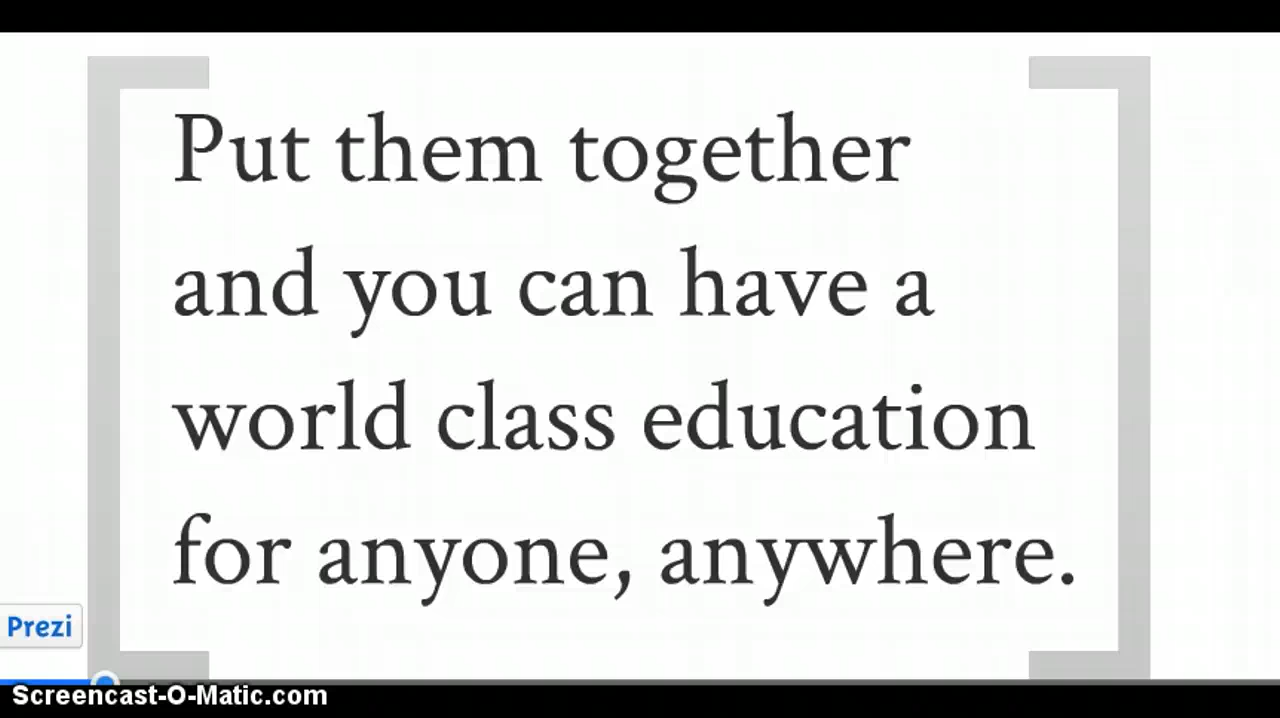 Put them together
and you can have a
world class education
for anyone, anywhere.
Prezi
Screencast-O-Matic.com